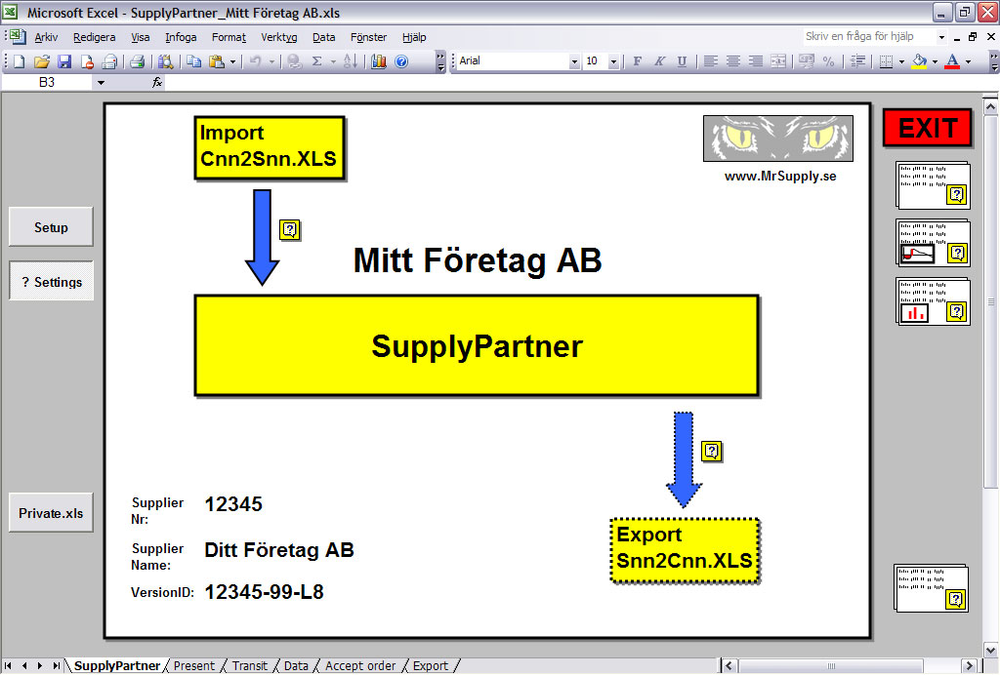 Microsoft Excel - SupplyPartner_Mitt Företag AB.xls
Arkiv Redigera Visa Infoga Format Verktyg Data Fönster Hjälp
Skriv en fråga för hjälp
Arial 10 F K U %
B3 fx
Import
Cnn2Snn.XLS
EXIT
www.MrSupply.se
Setup
? Settings
Mitt Företag AB
SupplyPartner
Private.xls
Supplier
Nr:
12345
Supplier
Name:
Ditt Företag AB
VersionID: 12345-99-L8
Export
Snn2Cnn.XLS
SupplyPartner Present Transit Data Accept order Export